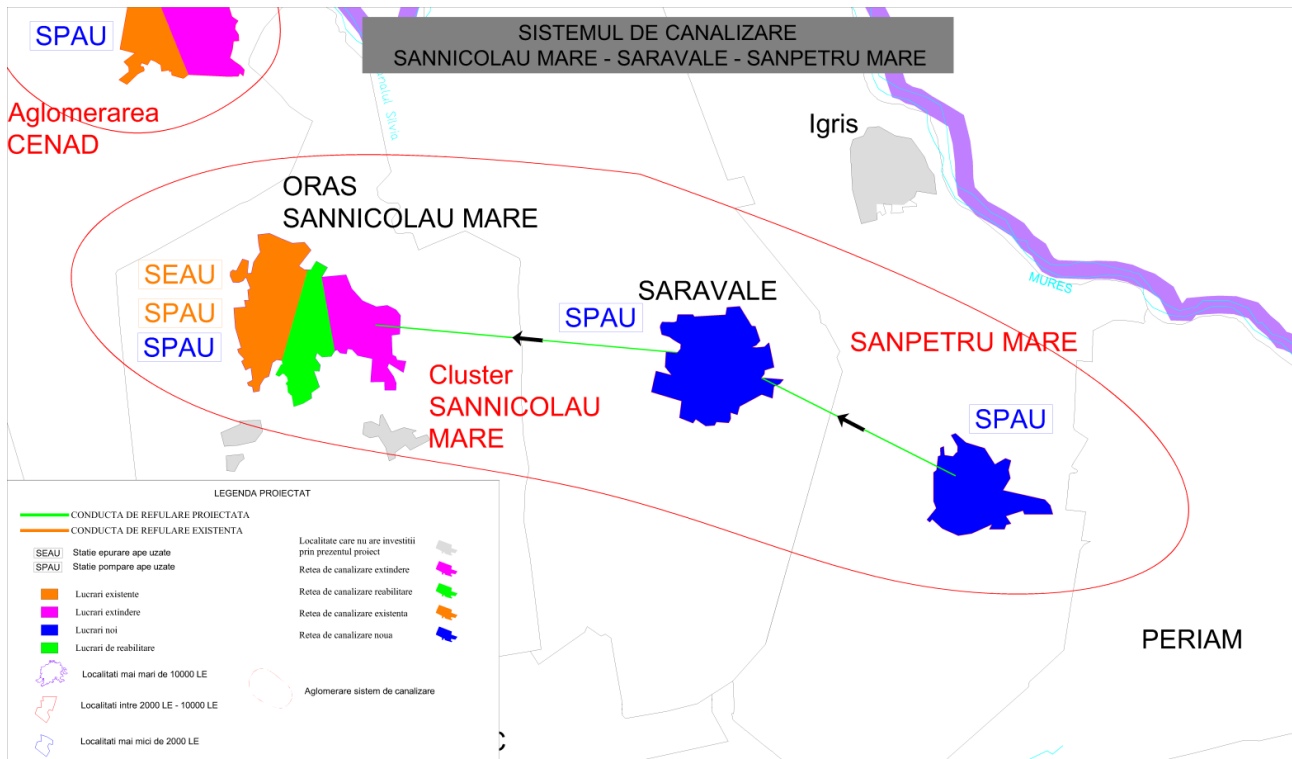 SPAU
SISTEMUL DE CANALIZARE
SANNICOLAU MARE - SARAVALE - SANPETRU MARE
Aglomerarea
CENAD
Silvia
Igris
ORAS
SANNICOLAU MARE
SEAU
SPAU
SPAU
SPAU
SARAVALE
MURES
SANPETRU MARE
Cluster
SANNICOLAU
MARE
SPAU
PERIAM
LEGENDA PROIECTAT
CONDUCTA DE REFULARE PROIECTATA
CONDUCTA DE REFULARE EXISTENTA
SEAU Statie epurare ape uzate
SPAU Statie pompare ape uzate
Lucrari existente
Lucrari extindere
Lucrari noi
Lucrari de reabilitare
Localitati mai mari de 10000 LE
Localitati intre 2000 LE - 10000 LE
Localitati mai mici de 2000 LE
Localitate care nu are investitii
prin prezentul proiect
Retea de canalizare extindere
Retea de canalizare reabilitare
Retea de canalizare existenta
Retea de canalizare noua
Aglomerare sistem de canalizare